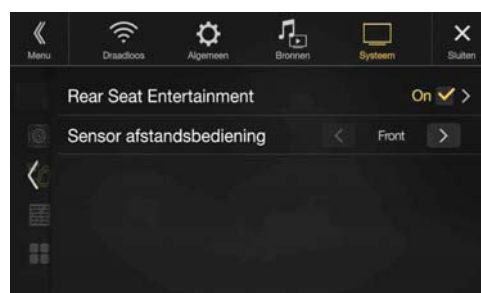 Menu
Draadloos
Algemeen
Bronnen
Systeem
Sluiten
Rear Seat Entertainment On
Sensor afstandsbediening Front